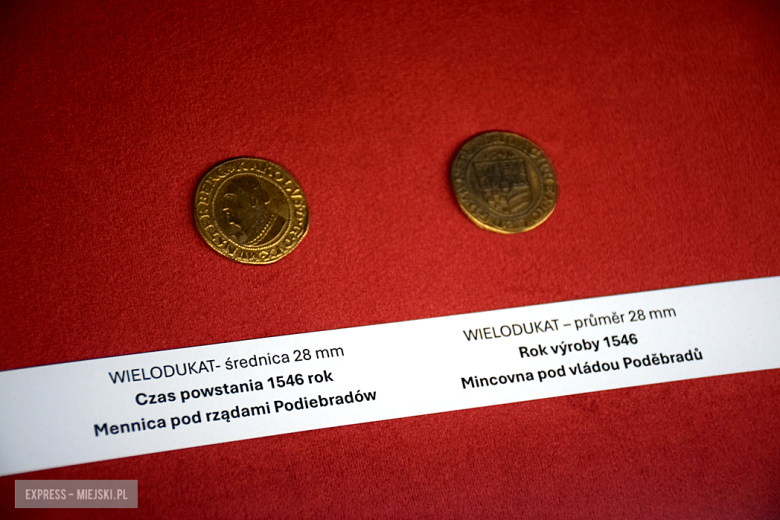 WIELODUKAT- średnica 28 mm
Czas powstania 1546 rok
Mennica pod rządami Podiebradów
WIELODUKAT – průměr 28 mm
Rok výroby 1546
Mincovna pod vládou Poděbradů
EXPRESS - MIEJSKI.PL